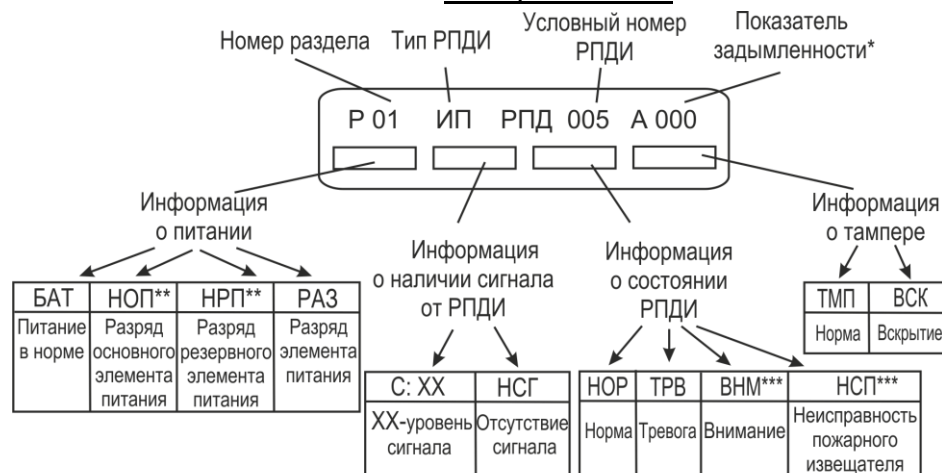 Номер раздела
Тип РПДИ
Условный номер
РПДИ
Показатель
задымленности*
Р 01 ИП РПД 005 А 000
Информация
о питании
Информация
о наличии сигнала
от РПДИ
Информация
о состоянии
РПДИ
Информация
о тампере
БАТ НОП** НРП** РАЗ
Питание
в норме
Разряд
основного
элемента
питания
Разряд
резервного
элемента
питания
Разряд
элемента
питания
С: ХХ НСГ
ХХ-уровень
сигнала
Отсутствие
сигнала
НОР ТРВ ВНМ*** НСП***
Норма
Тревога
Внимание
Неисправность
пожарного
извещателя
ТМП ВСК
Норма
Вскрытие